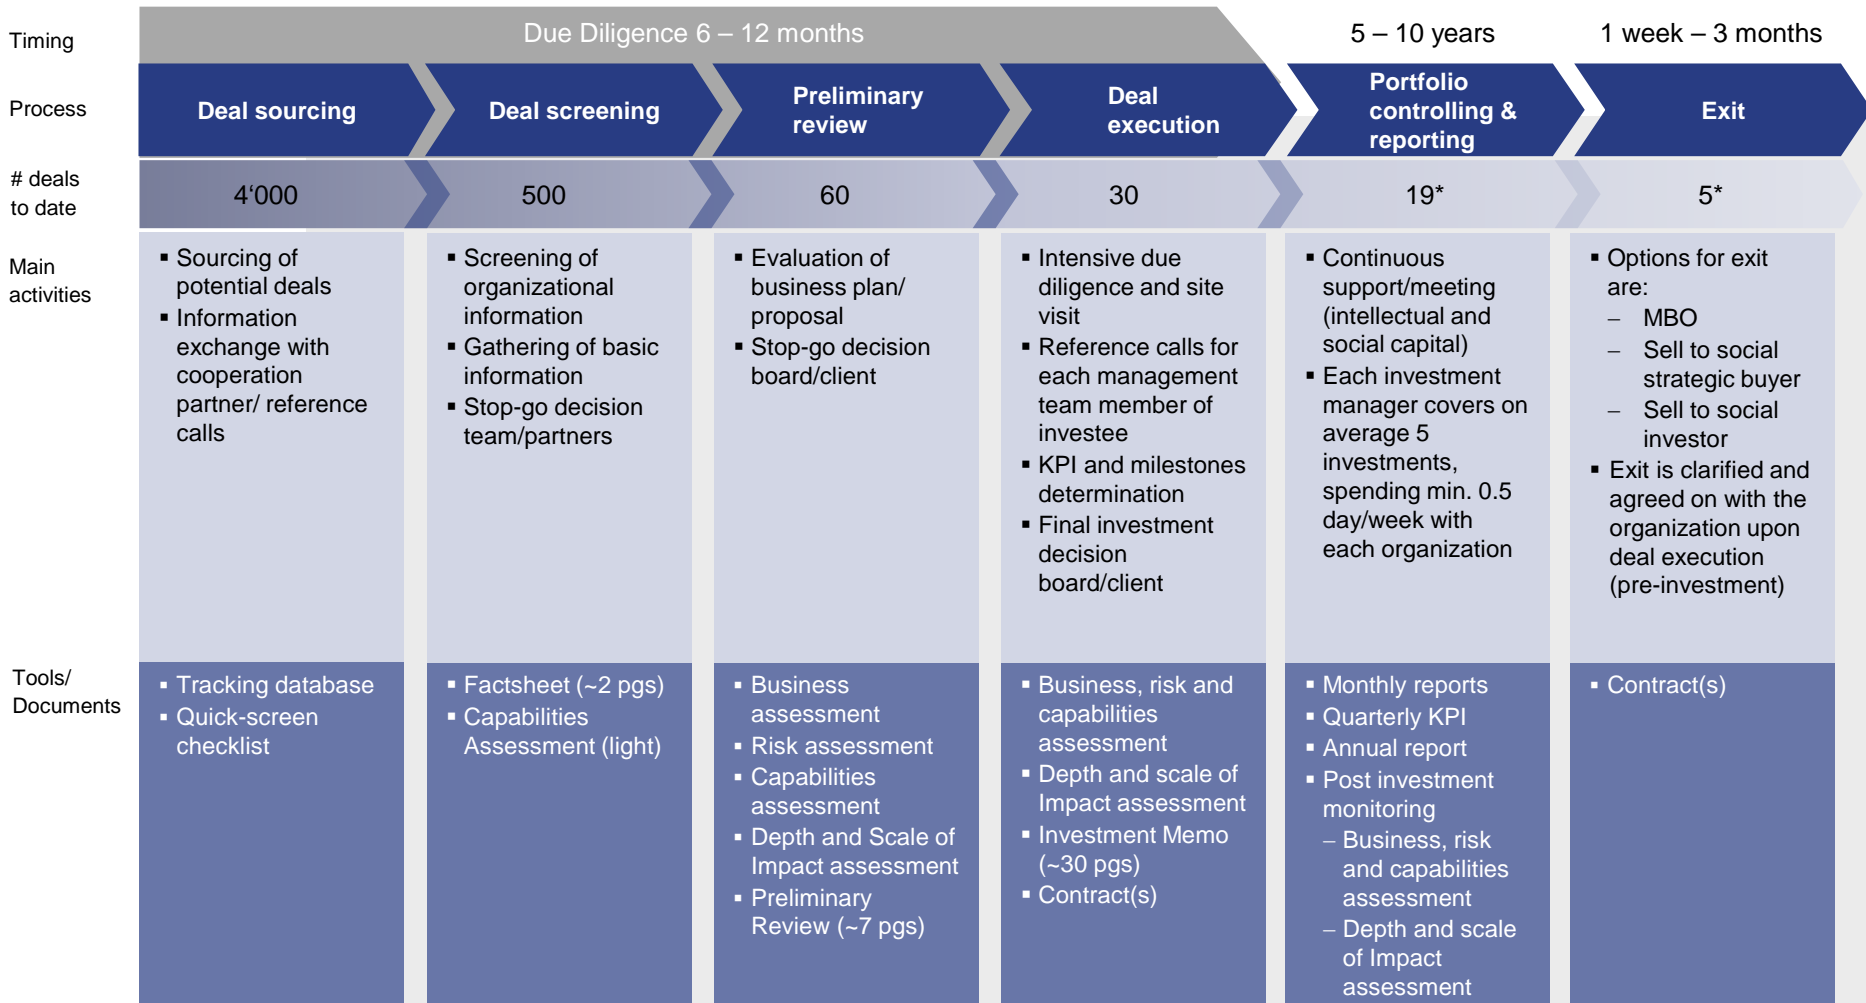 Timing
Due Diligence 6 – 12 months
5 – 10 years
1 week – 3 months
Process
Deal sourcing
Deal screening
Preliminary
review
Deal
execution
Portfolio
controlling &
reporting
Exit
# deals
to date
4‘000
500
60
30
19*
5*
Main
activities
▪ Sourcing of
potential deals
▪ Information
exchange with
cooperation
partner/ reference
calls
▪ Screening of
organizational
information
▪ Gathering of basic
information
▪ Stop-go decision
team/partners
▪ Evaluation of
business plan/
proposal
▪ Stop-go decision
board/client
▪ Intensive due
diligence and site
visit
▪ Reference calls for
each management
team member of
investee
▪ KPI and milestones
determination
▪ Final investment
decision
board/client
▪ Continuous
support/meeting
(intellectual and
social capital)
▪ Each investment
manager covers on
average 5
investments,
spending min. 0.5
day/week with
each organization
▪ Options for exit
are:
– MBO
– Sell to social
strategic buyer
– Sell to social
investor
▪ Exit is clarified and
agreed on with the
organization upon
deal execution
(pre-investment)
Tools/
Documents
▪ Tracking database
▪ Quick-screen
checklist
▪ Factsheet (~2 pgs)
▪ Capabilities
Assessment (light)
▪ Business
assessment
▪ Risk assessment
▪ Capabilities
assessment
▪ Depth and Scale of
Impact assessment
▪ Preliminary
Review (~7 pgs)
▪ Business, risk and
capabilities
assessment
▪ Depth and scale of
Impact assessment
▪ Investment Memo
(~30 pgs)
▪ Contract(s)
▪ Monthly reports
▪ Quarterly KPI
▪ Annual report
▪ Post investment
monitoring
– Business, risk
and capabilities
assessment
– Depth and scale
of Impact
assessment
▪ Contract(s)